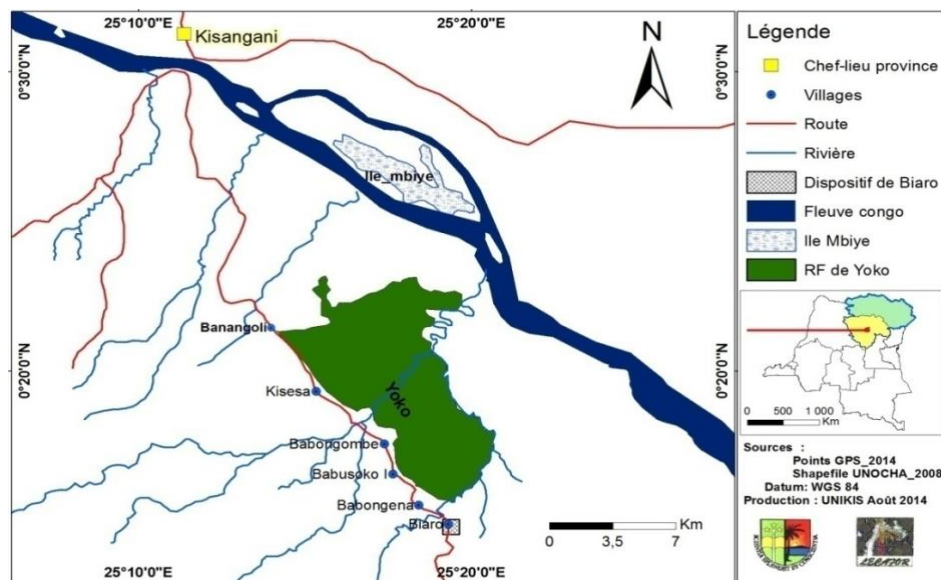 25°10'0"E
25°20'0"E
Kisangani
N
0°30'0"N
0°30'0"N
Ile_mbiye
Banangoli
0°20'0"N
0°20'0"N
Kisesa
Yoko
Babongombe
Babusoko I
Babongena
Biaro
Km
0
3,5
7
25°10'0"E
25°20'0"E
Légende
Chef-lieu province
Villages
Route
Rivière
Dispositif de Biaro
Fleuve congo
Ile Mbiye
RF de Yoko
Km
0 500 1 000
Sources :
Points GPS_2014
Shapefile UNOCHA_2008
Datum: WGS 84
Production : UNIKIS Août 2014